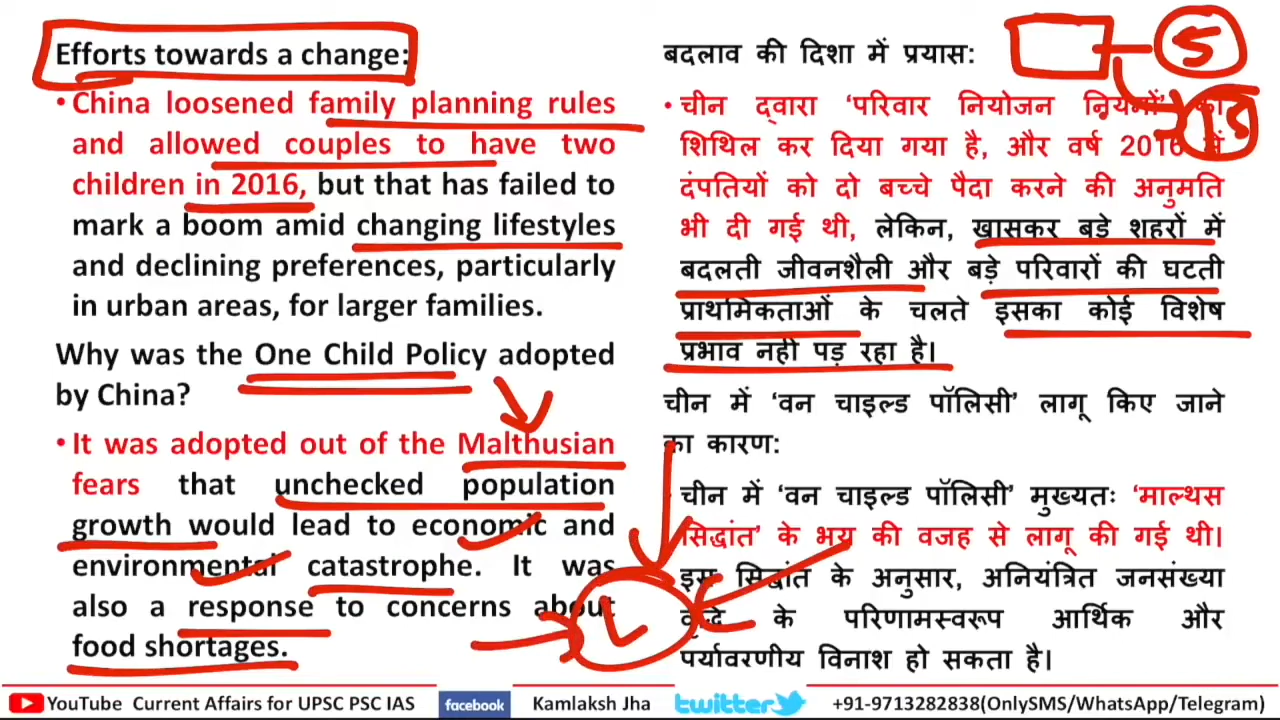 Efforts towards a change:
• China loosened family planning rules
and allowed couples to have two
children in 2016, but that has failed to
mark a boom amid changing lifestyles
and declining preferences, particularly
in urban areas, for larger families.
Why was the One Child Policy adopted
by China?
• It was adopted out of the Malthusian
fears that unchecked population
growth would lead to economic and
environmental catastrophe. It was
also a response to concerns about
food shortages.
बदलाव की दिशा में प्रयास:
• चीन द्वारा ‘परिवार नियोजन नियमों’ को
शिथिल कर दिया गया है, और वर्ष 2016 में
दंपतियों को दो बच्चे पैदा करने की अनुमति
भी दी गई थी, लेकिन, खासकर बड़े शहरों में
बदलती जीवनशैली और बड़े परिवारों की घटती
प्राथमिकताओं के चलते इसका कोई विशेष
प्रभाव नही पड़ रहा है।
चीन में ‘वन चाइल्ड पॉलिसी’ लागू किए जाने
का कारण:
चीन में ‘वन चाइल्ड पॉलिसी’ मुख्यतः ‘माल्थस
सिद्धांत’ के भय की वजह से लागू की गई थी।
इस सिद्धांत के अनुसार, अनियंत्रित जनसंख्या
वृद्धि के परिणामस्वरूप आर्थिक और
पर्यावरणीय विनाश हो सकता है।
5
L
YouTube Current Affairs for UPSC PSC IAS facebook Kamlaksh Jha twitter +91-9713282838(OnlySMS/WhatsApp/Telegram)